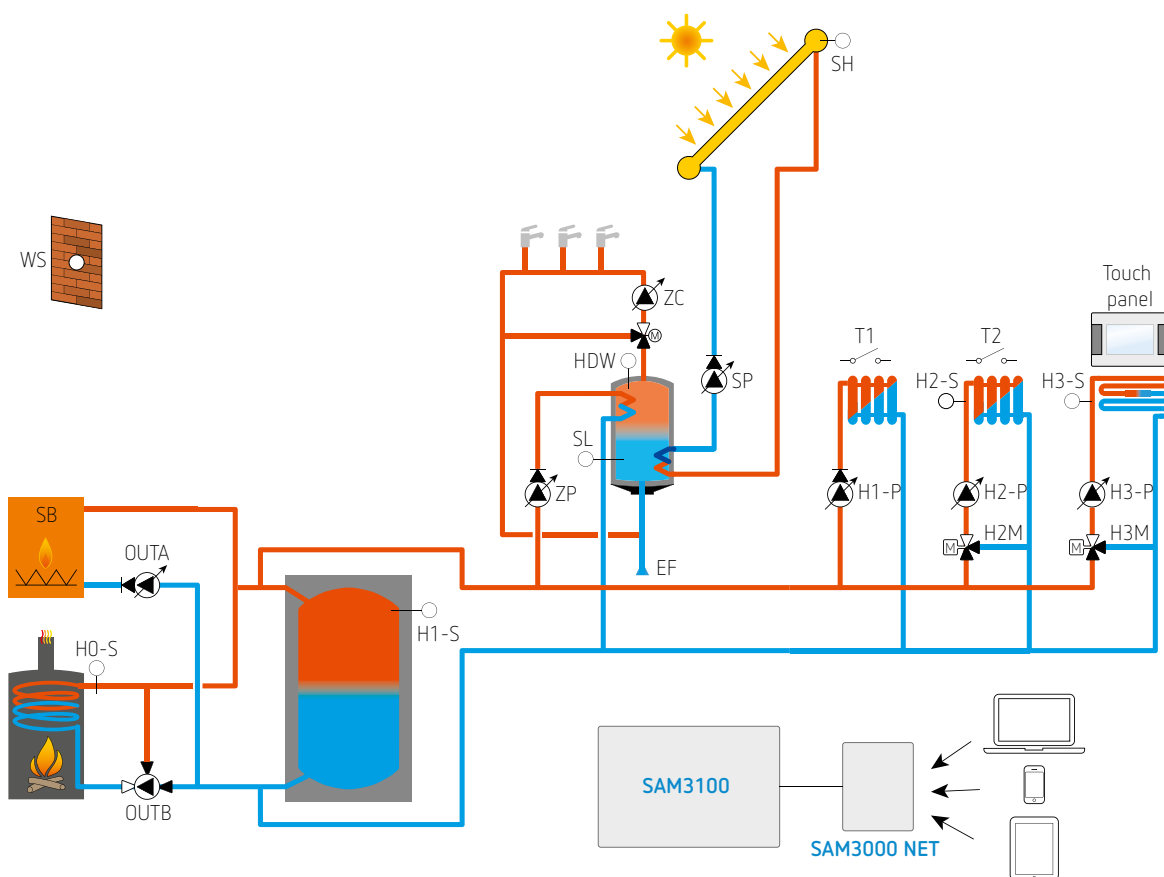 SH
WS
ZC
Touch
panel
T1
T2
HDW
SP
H2-S
H3-S
SL
ZP
H1-P
H2-P
H3-P
SB
OUTA
M
H2M
M
H3M
M
EF
H1-S
H0-S
OUTB
SAM3100
SAM3000 NET